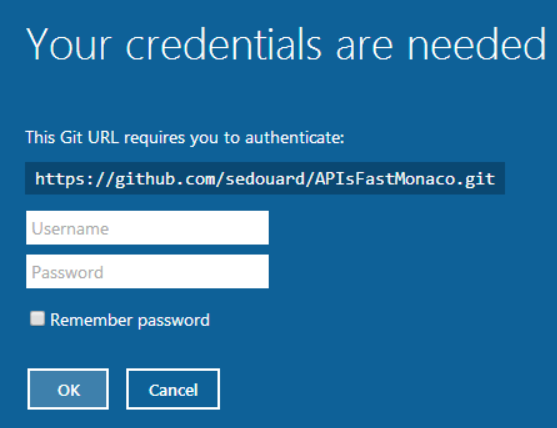 Your credentials are needed
This Git URL requires you to authenticate:
https://github.com/sedouard/APIsFastMonaco.git
Username
Password
Remember password
OK
Cancel